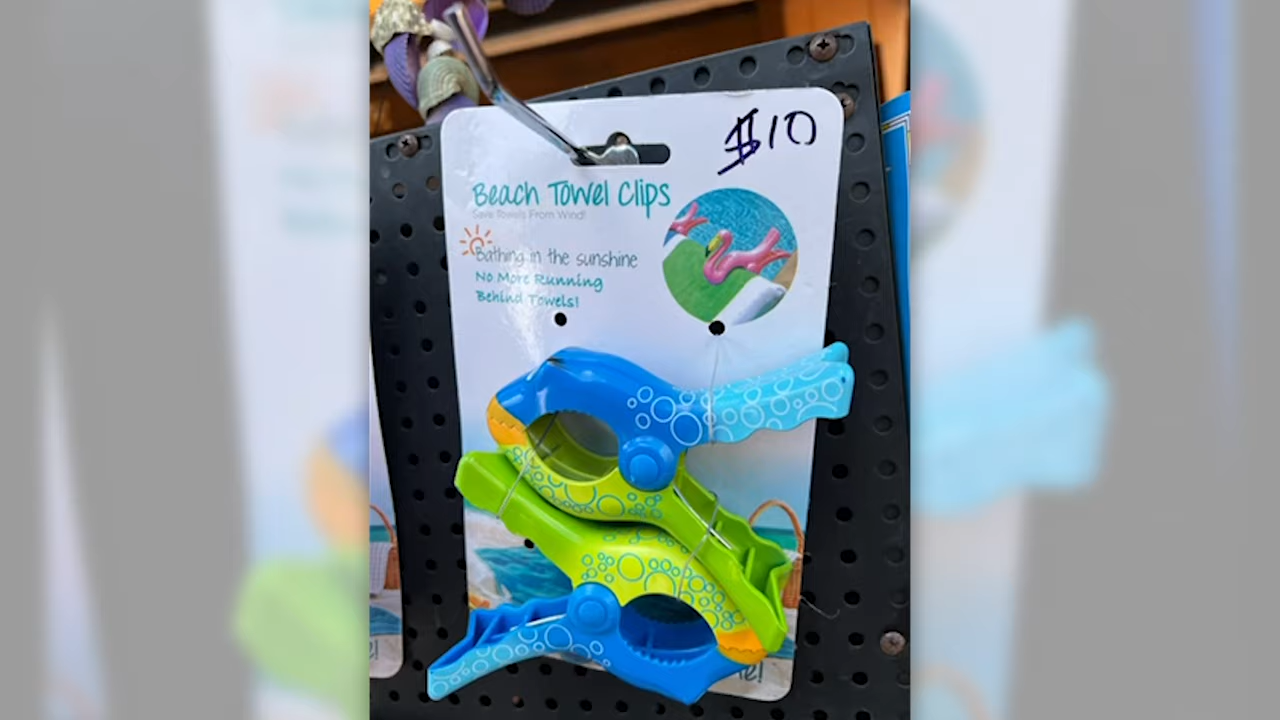 $10
Beach Towel Clips
Save Towels From Wind!
Bathing in the sunshine
No More Running
Behind Towels!